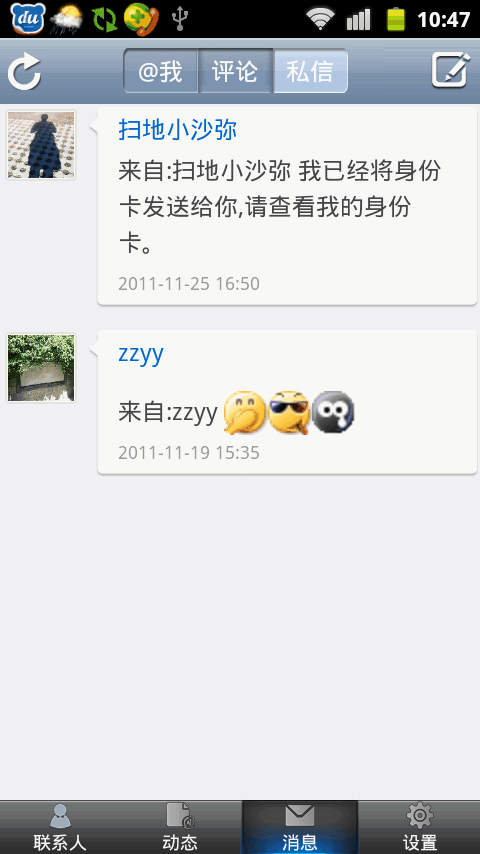 du
10:47
@我 评论 私信
扫地小沙弥
来自:扫地小沙弥 我已经将身份
卡发送给你,请查看我的身份
卡。
2011-11-25 16:50
zzyy
来自:zzyy
2011-11-19 15:35
联系人 动态 消息 设置